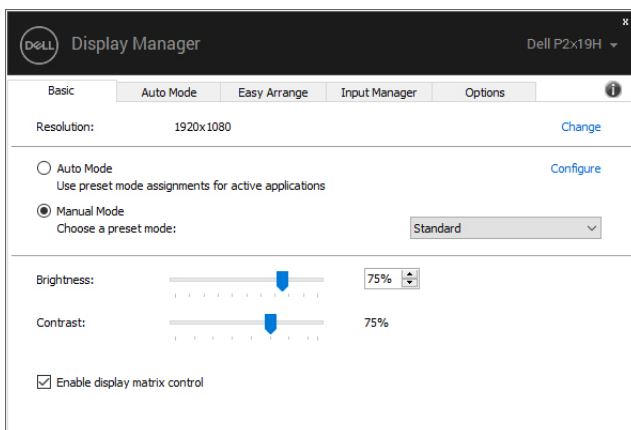 x
DELL Display Manager Dell P2x19H
Basic Auto Mode Easy Arrange Input Manager Options i
Resolution: 1920x1080 Change
Auto Mode Configure
Use preset mode assignments for active applications
Manual Mode
Choose a preset mode: Standard
Brightness: 75%
Contrast: 75%
Enable display matrix control